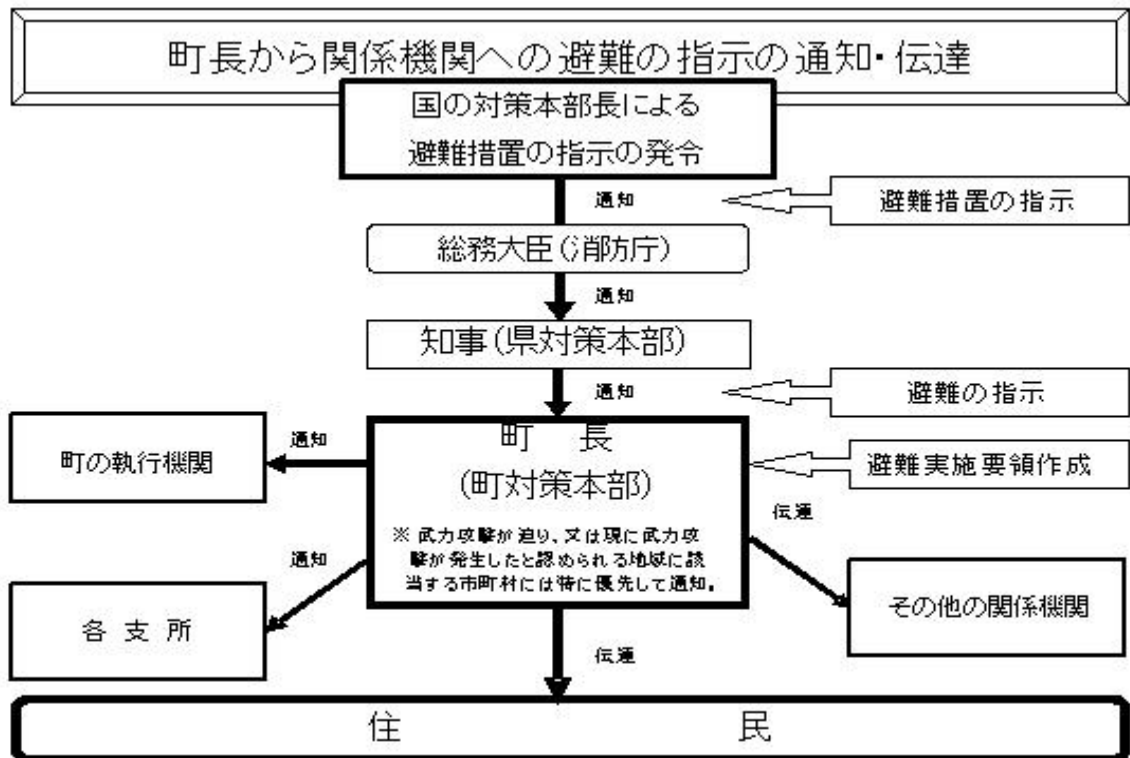 町長から関係機関への避難の指示の通知・伝達
国の対策本部長による
避難措置の指示の発令
通知
避難措置の指示
総務大臣(消防庁)
通知
知事(県対策本部)
通知
避難の指示
町の執行機関
通知
町 長
(町対策本部)
避難実施要領作成
※ 武力攻撃が迫り、又は現に武力攻
撃が発生したと認められる地域に該
当する市町村には特に優先して通知。
伝達
通知
各 支 所
その他の関係機関
伝達
住 民